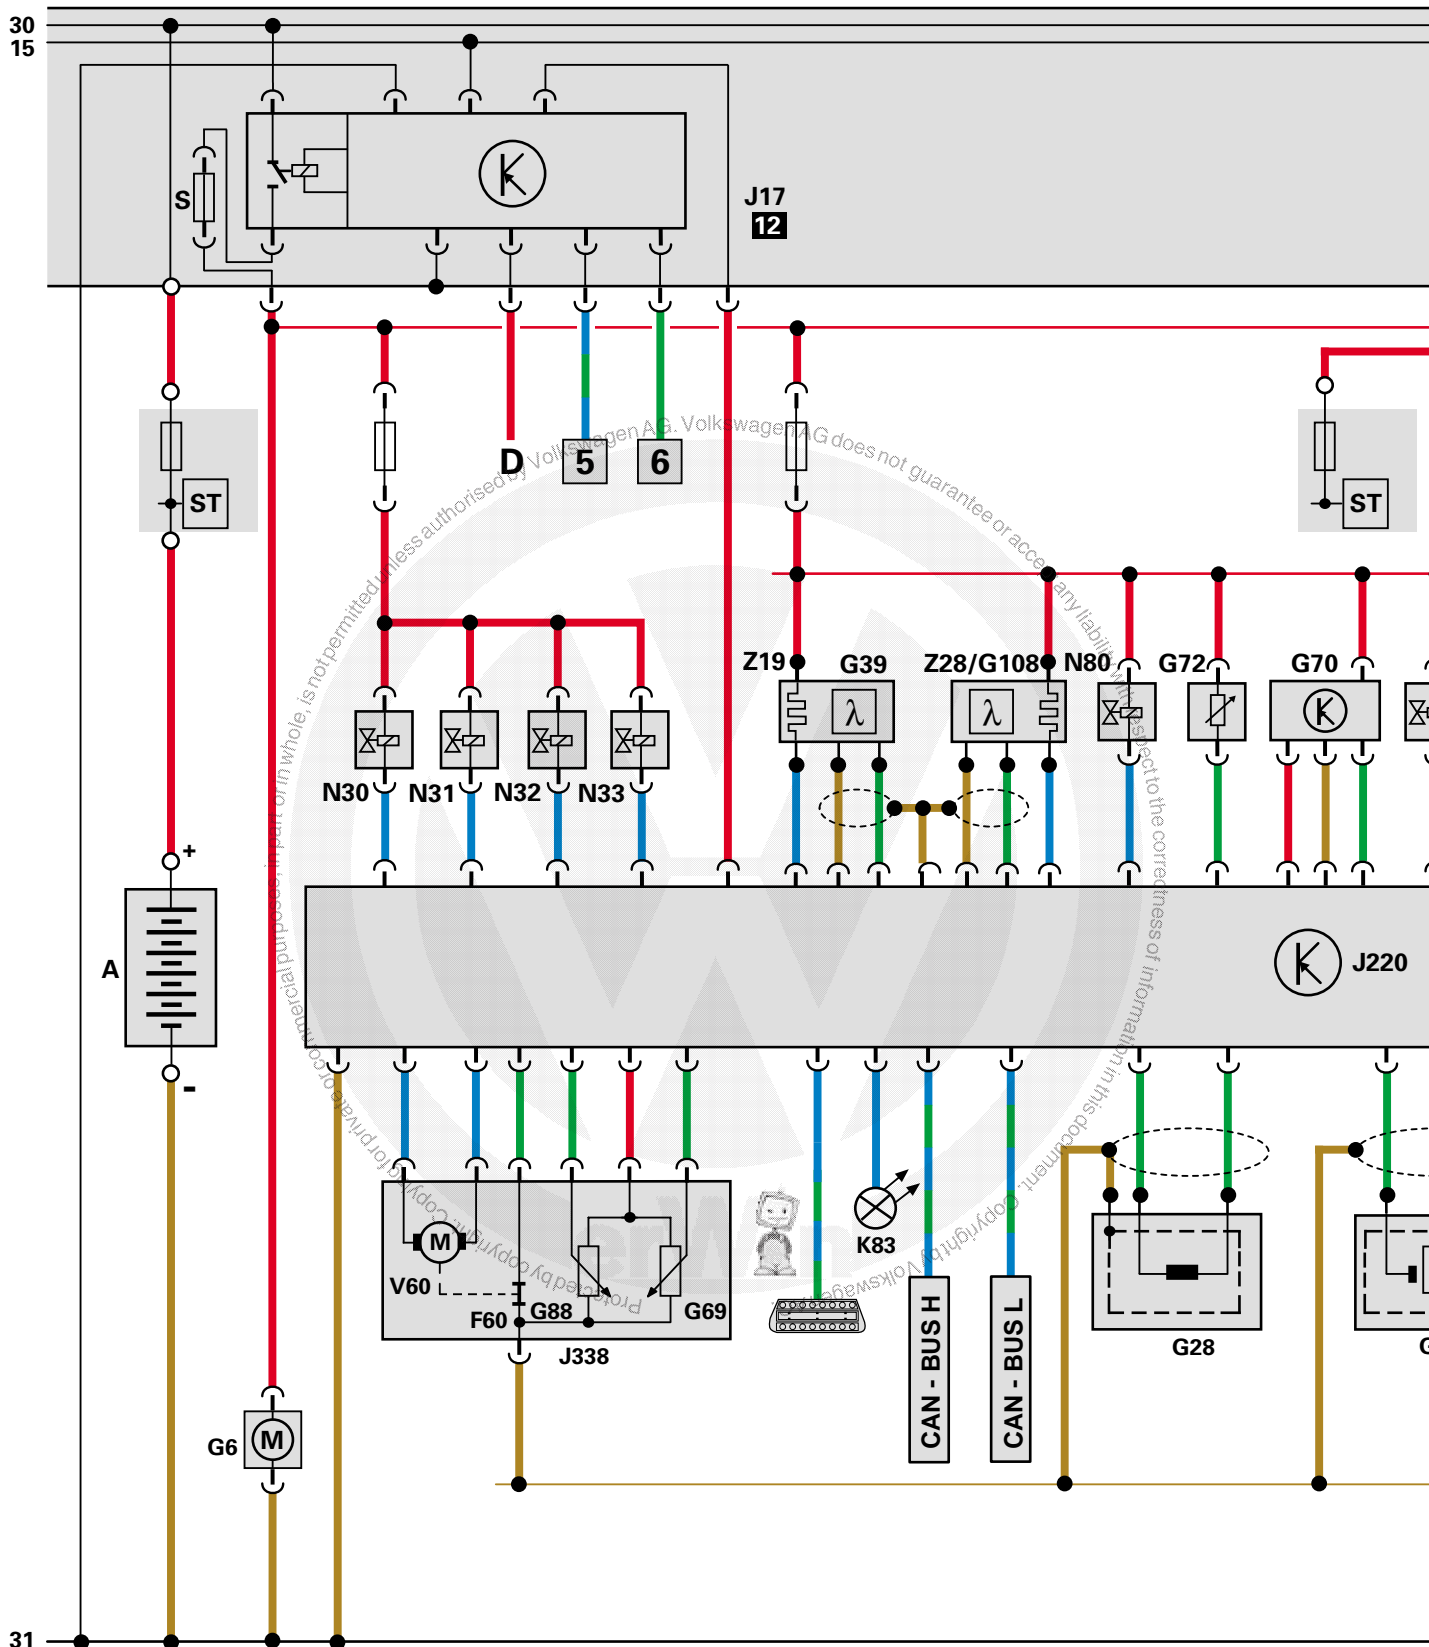 30
15
S
J17
12
D
5
6
ST
ST
Z19
G39
Z28/G108
N80
G72
G70
λ
λ
N30
N31
N32
N33
+
A
-
J220
M
V60
F60
G88
G69
J338
K83
CAN - BUS H
CAN - BUS L
G28
G
G6
M
31
Protected by copyright. Copying for private or commercial purposes, in part or in whole, is not permitted unless authorised by Volkswagen AG. Volkswagen AG does not guarantee or accept any liability with respect to the correctness of information in this document. Copyright by Volkswagen AG.
erWin